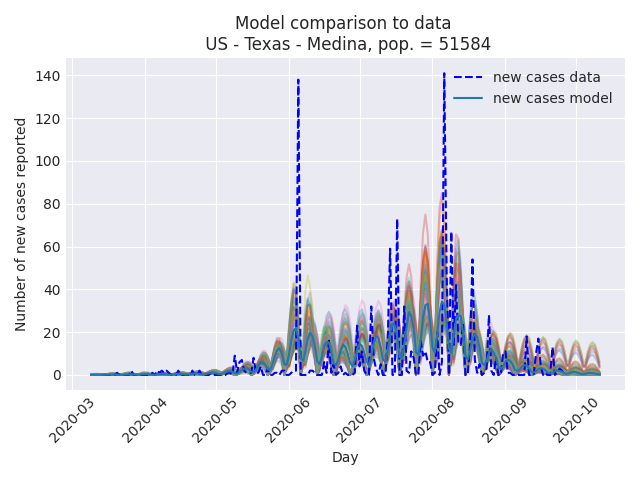 Model comparison to data
US - Texas - Medina, pop. = 51584
new cases data
new cases model
Number of new cases reported
140
120
100
80
60
40
20
0
2020-03
2020-04
2020-05
2020-06
2020-07
2020-08
2020-09
2020-10
Day